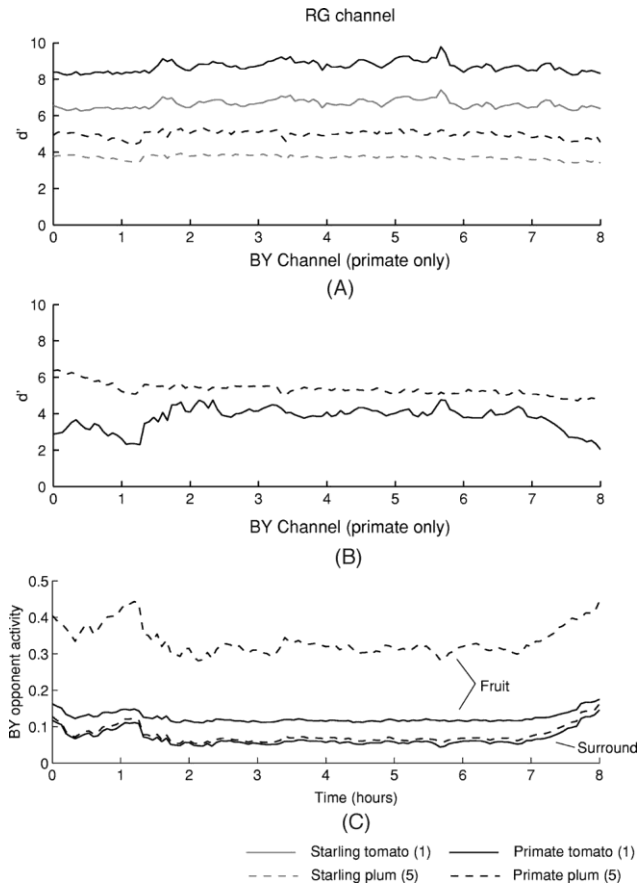 RG channel
10
8
6
4
2
0
d'
0 1 2 3 4 5 6 7 8
BY Channel (primate only)
(A)
10
8
6
4
2
0
d'
0 1 2 3 4 5 6 7 8
BY Channel (primate only)
(B)
0.5
0.4
0.3
0.2
0.1
0
BY opponent activity
Fruit
Surround
0 1 2 3 4 5 6 7 8
Time (hours)
(C)
Starling tomato (1) Primate tomato (1)
Starling plum (5) Primate plum (5)